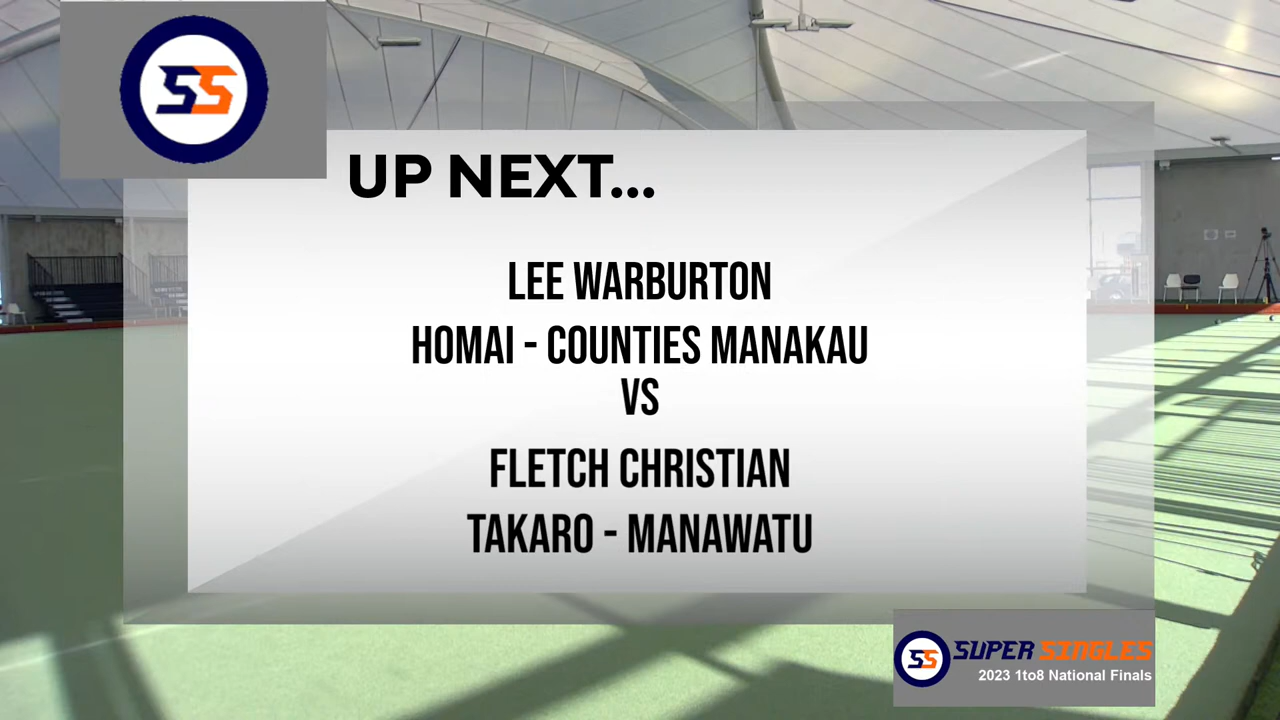 SS
UP NEXT...
LEE WARBURTON
HOMAI - COUNTIES MANAKAU
VS
FLETCH CHRISTIAN
TAKARO - MANAWATU
SS SUPER SINGLES
2023 1to8 National Finals